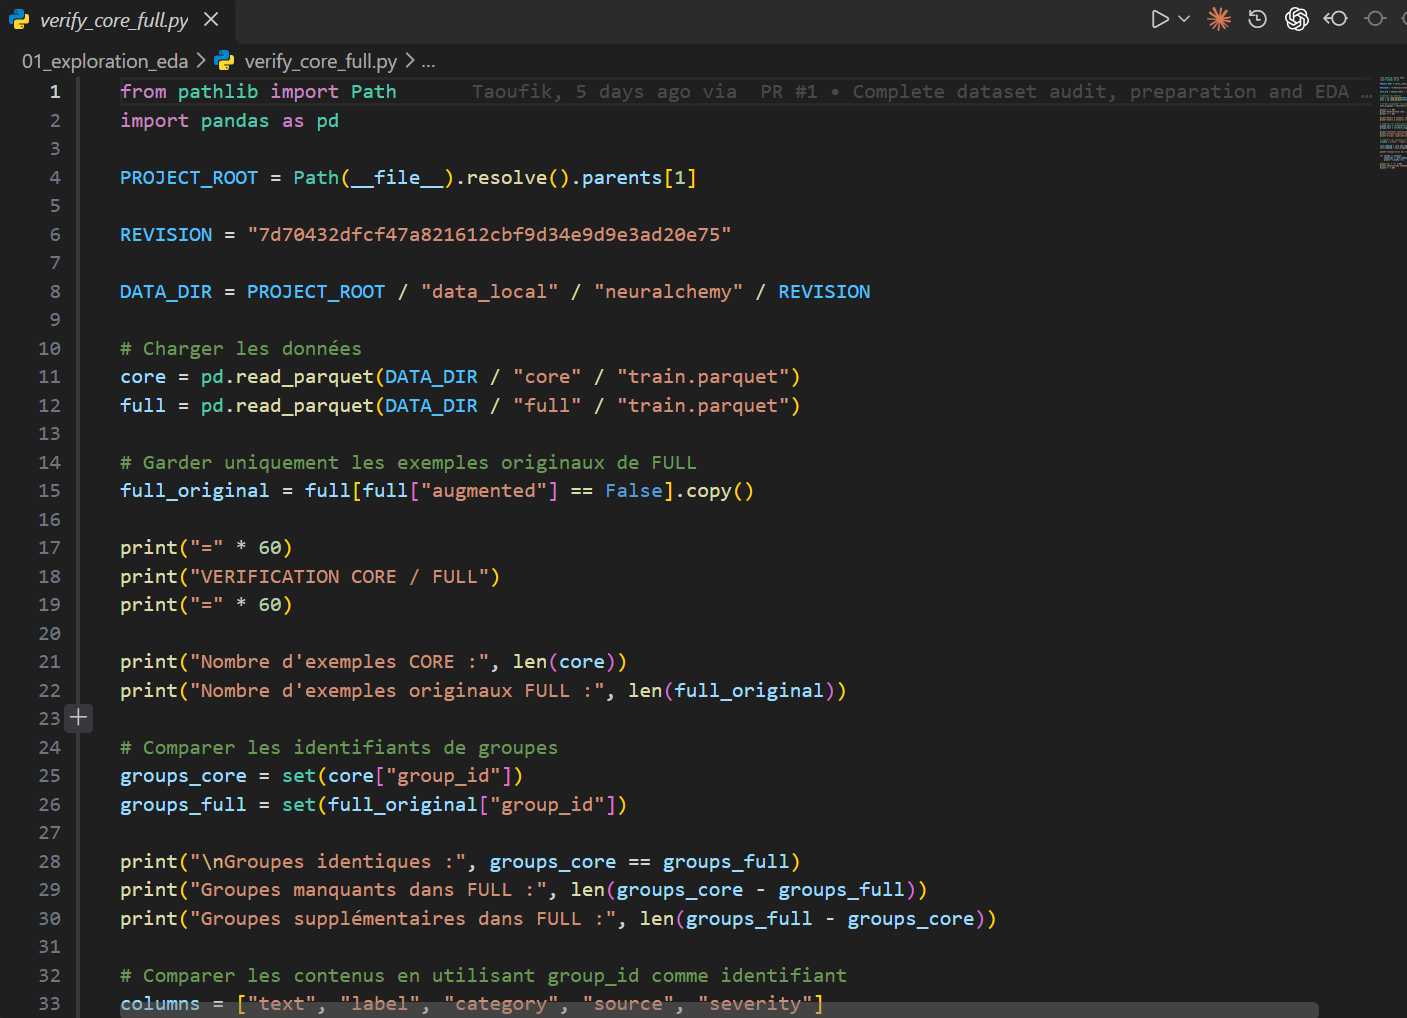 verify_core_full.py
01_exploration_eda > verify_core_full.py > ...
1 from pathlib import Path Taoufik, 5 days ago via PR #1 • Complete dataset audit, preparation and EDA …
2 import pandas as pd
3
4 PROJECT_ROOT = Path(__file__).resolve().parents[1]
5
6 REVISION = "7d70432dfcf47a821612cbf9d34e9d9e3ad20e75"
7
8 DATA_DIR = PROJECT_ROOT / "data_local" / "neuralchemy" / REVISION
9
10 # Charger les données
11 core = pd.read_parquet(DATA_DIR / "core" / "train.parquet")
12 full = pd.read_parquet(DATA_DIR / "full" / "train.parquet")
13
14 # Garder uniquement les exemples originaux de FULL
15 full_original = full[full["augmented"] == False].copy()
16
17 print("=" * 60)
18 print("VERIFICATION CORE / FULL")
19 print("=" * 60)
20
21 print("Nombre d'exemples CORE :", len(core))
22 print("Nombre d'exemples originaux FULL :", len(full_original))
23
24 # Comparer les identifiants de groupes
25 groups_core = set(core["group_id"])
26 groups_full = set(full_original["group_id"])
27
28 print("\nGroupes identiques :", groups_core == groups_full)
29 print("Groupes manquants dans FULL :", len(groups_core - groups_full))
30 print("Groupes supplémentaires dans FULL :", len(groups_full - groups_core))
31
32 # Comparer les contenus en utilisant group_id comme identifiant
33 columns = ["text", "label", "category", "source", "severity"]